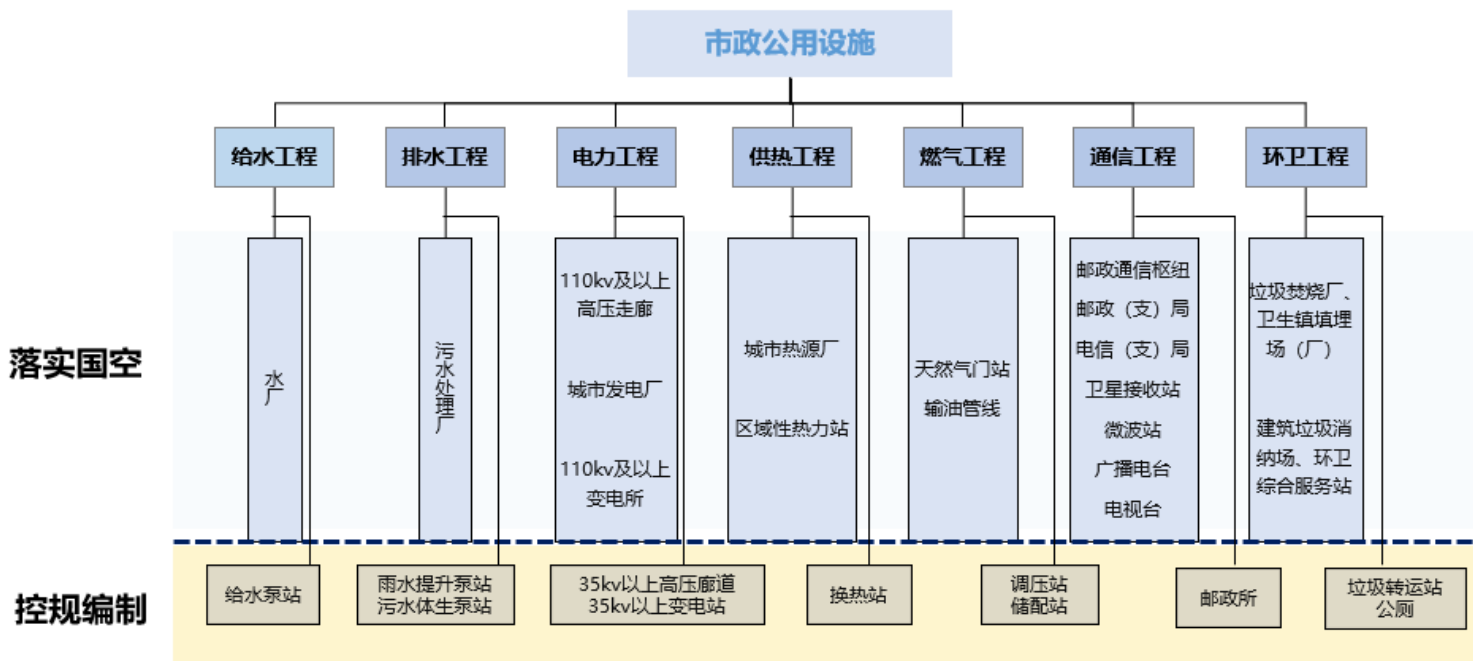 市政公用设施
给水工程
排水工程
电力工程
供热工程
燃气工程
通信工程
环卫工程
落实国空
水厂
污水处理厂
110kv及以上
高压走廊
城市发电厂
110kv及以上
变电所
城市热源厂
区域性热力站
天然气门站
输油管线
邮政通信枢纽
邮政（支）局
电信（支）局
卫星接收站
微波站
广播电台
电视台
垃圾焚烧厂、
卫生镇填埋
场（厂）
建筑垃圾消
纳场、环卫
综合服务站
控规编制
给水泵站
雨水提升泵站
污水体生泵站
35kv以上高压廊道
35kv以上变电站
换热站
调压站
储配站
邮政所
垃圾转运站
公厕